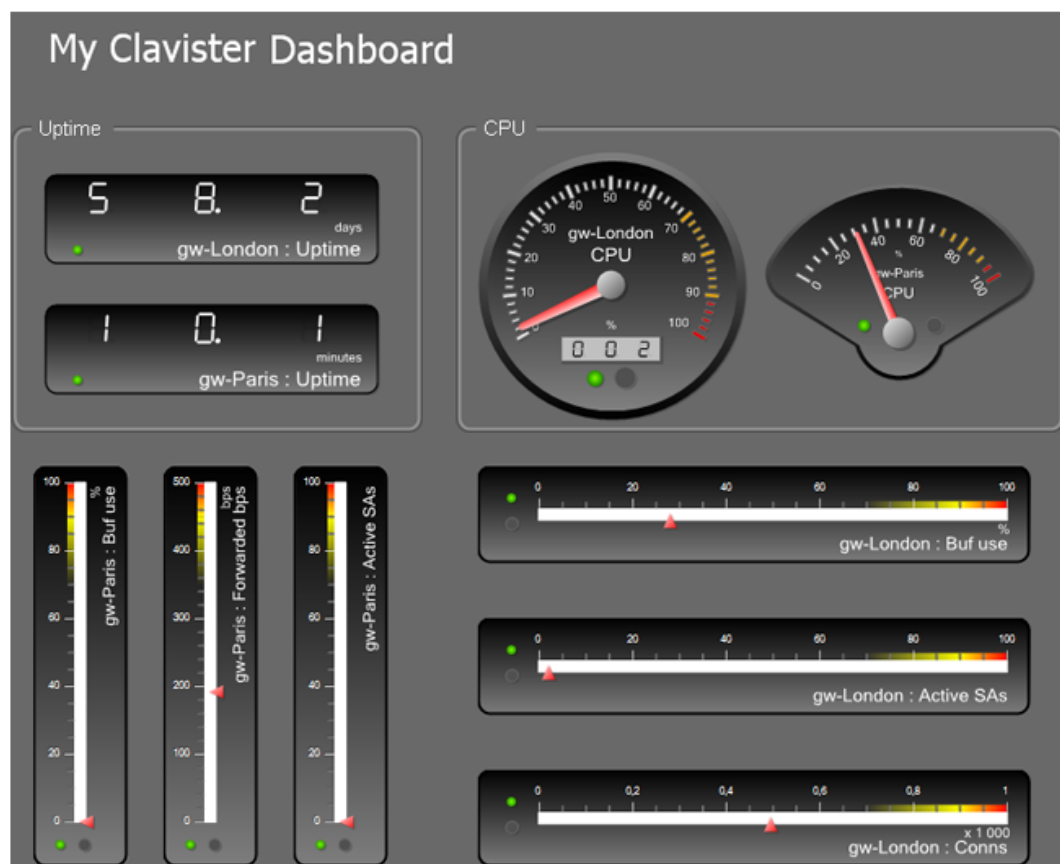 My Clavister Dashboard
Uptime
5 8. 2
days
gw-London : Uptime
1 0. 1
minutes
gw-Paris : Uptime
CPU
0 10 20 30 40 50 60 70 80 90 100
gw-London
CPU
%
0 0 2
0 20 40 60 80 100
%
gw-Paris
CPU
100 80 60 40 20 0
%
gw-Paris : Buf use
500 400 300 200 100 0
bps
gw-Paris : Forwarded bps
100 80 60 40 20 0
gw-Paris : Active SAs
0 20 40 60 80 100
%
gw-London : Buf use
0 20 40 60 80 100
gw-London : Active SAs
0 0,2 0,4 0,6 0,8 1
x 1 000
gw-London : Conns